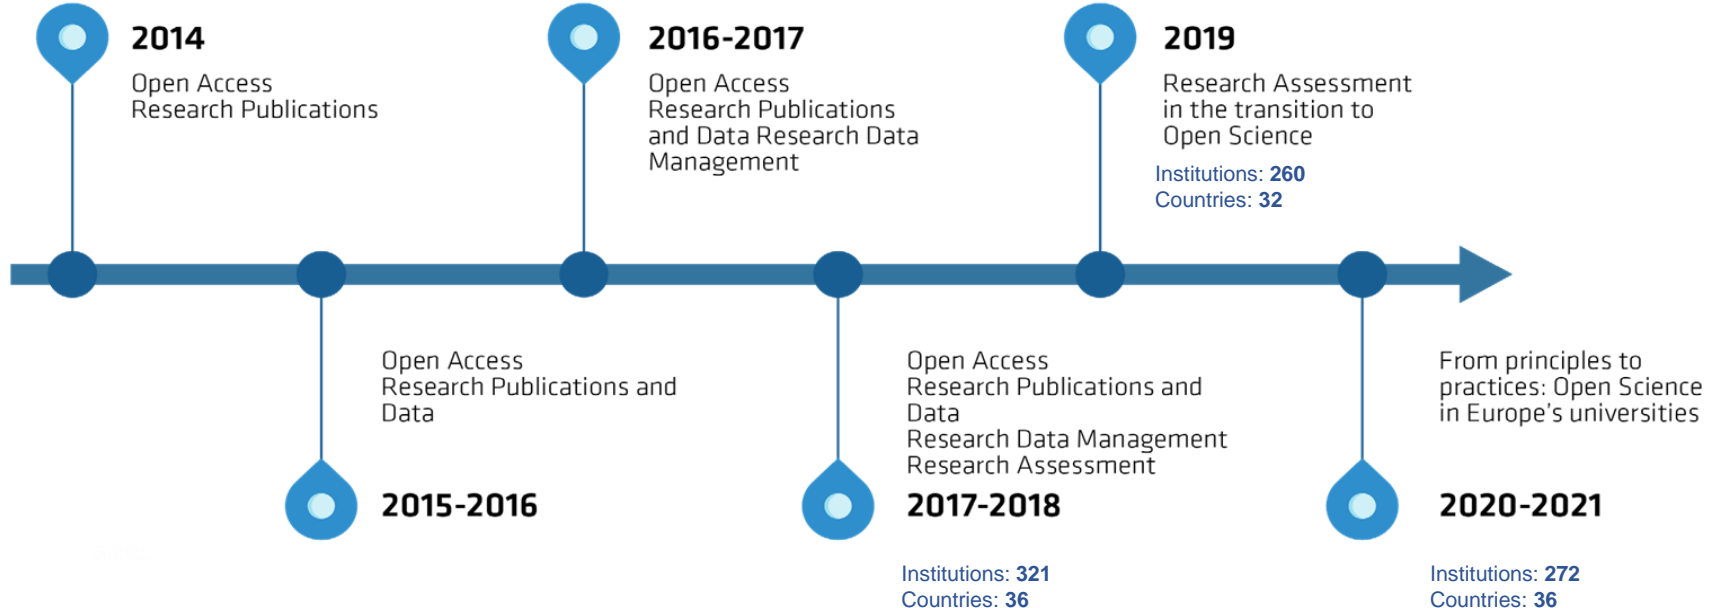 2014
Open Access
Research Publications
2016-2017
Open Access
Research Publications
and Data Research Data
Management
2019
Research Assessment
in the transition to
Open Science
Institutions: 260
Countries: 32
Open Access
Research Publications and
Data
2015-2016
Open Access
Research Publications and
Data
Research Data Management
Research Assessment
2017-2018
Institutions: 321
Countries: 36
From principles to
practices: Open Science
in Europe's universities
2020-2021
Institutions: 272
Countries: 36